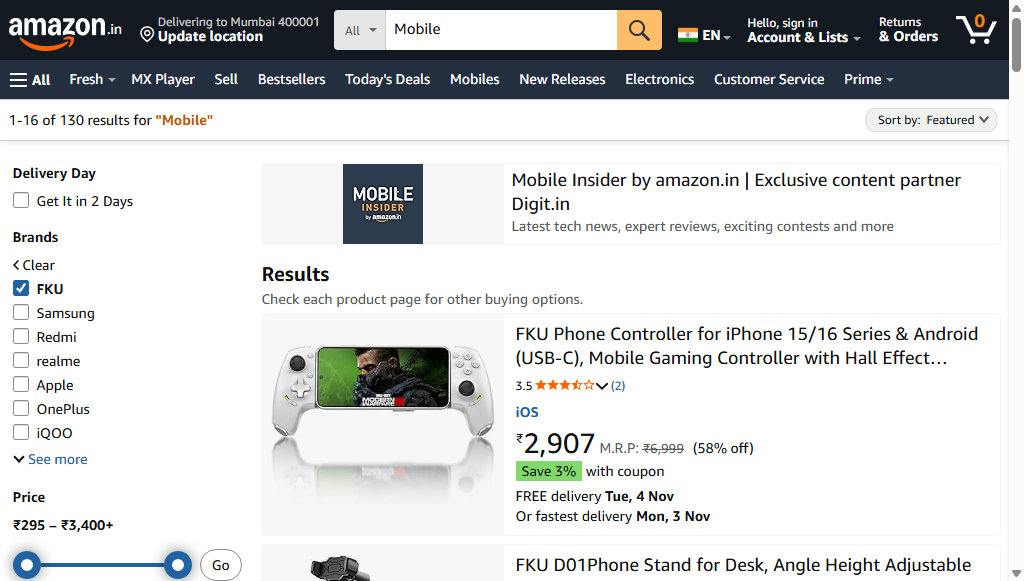 amazon.in
Delivering to Mumbai 400001
Update location
All
Mobile
EN
Hello, sign in
Account & Lists
Returns
& Orders
0
All
Fresh
MX Player
Sell
Bestsellers
Today's Deals
Mobiles
New Releases
Electronics
Customer Service
Prime
1-16 of 130 results for "Mobile"
Sort by: Featured
Delivery Day
Get It in 2 Days
Brands
Clear
FKU
Samsung
Redmi
realme
Apple
OnePlus
iQOO
See more
Price
₹295 – ₹3,400+
Go
MOBILE
INSIDER
by amazon.in
Mobile Insider by amazon.in | Exclusive content partner
Digit.in
Latest tech news, expert reviews, exciting contests and more
Results
Check each product page for other buying options.
CALL OF DUTY
MODERN
WARFARE
FKU Phone Controller for iPhone 15/16 Series & Android
(USB-C), Mobile Gaming Controller with Hall Effect…
3.5 (2)
iOS
₹2,907 M.R.P: ₹6,999 (58% off)
Save 3% with coupon
FREE delivery Tue, 4 Nov
Or fastest delivery Mon, 3 Nov
FKU D01Phone Stand for Desk, Angle Height Adjustable